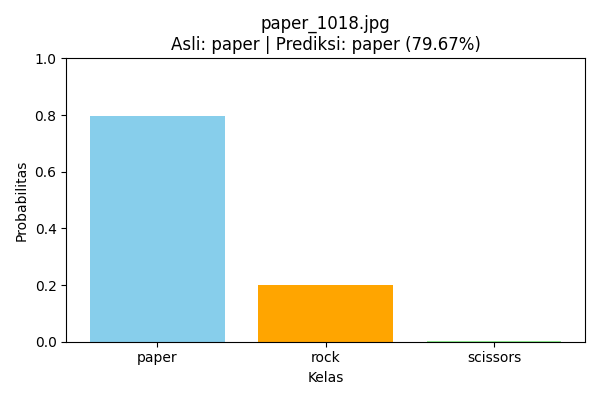 paper_1018.jpg
Asli: paper | Prediksi: paper (79.67%)
1.0
0.8
0.6
0.4
0.2
0.0
Probabilitas
paper
rock
scissors
Kelas